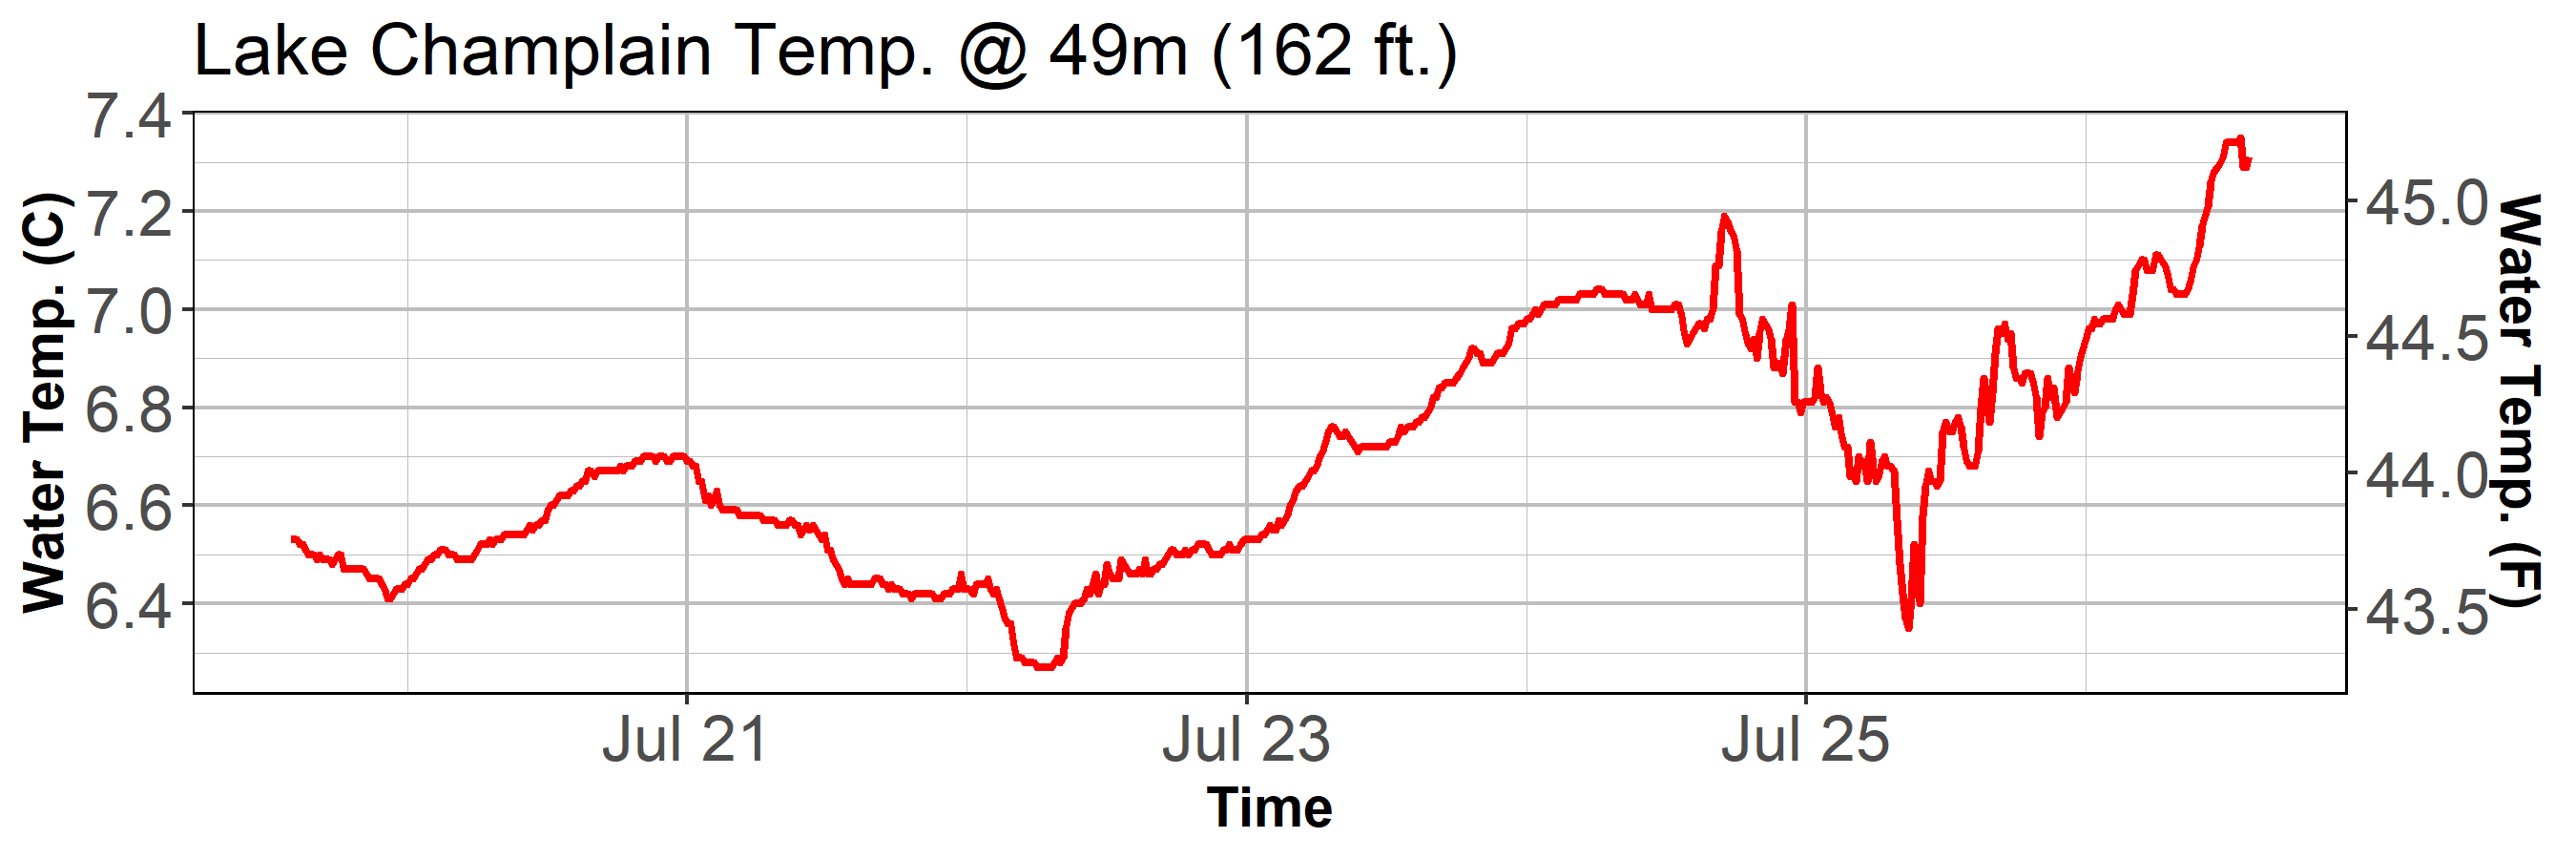 Lake Champlain Temp. @ 49m (162 ft.)
Water Temp. (C)
7.4
7.2
7.0
6.8
6.6
6.4
45.0
44.5
44.0
43.5
Water Temp. (F)
Jul 21
Jul 23
Jul 25
Time